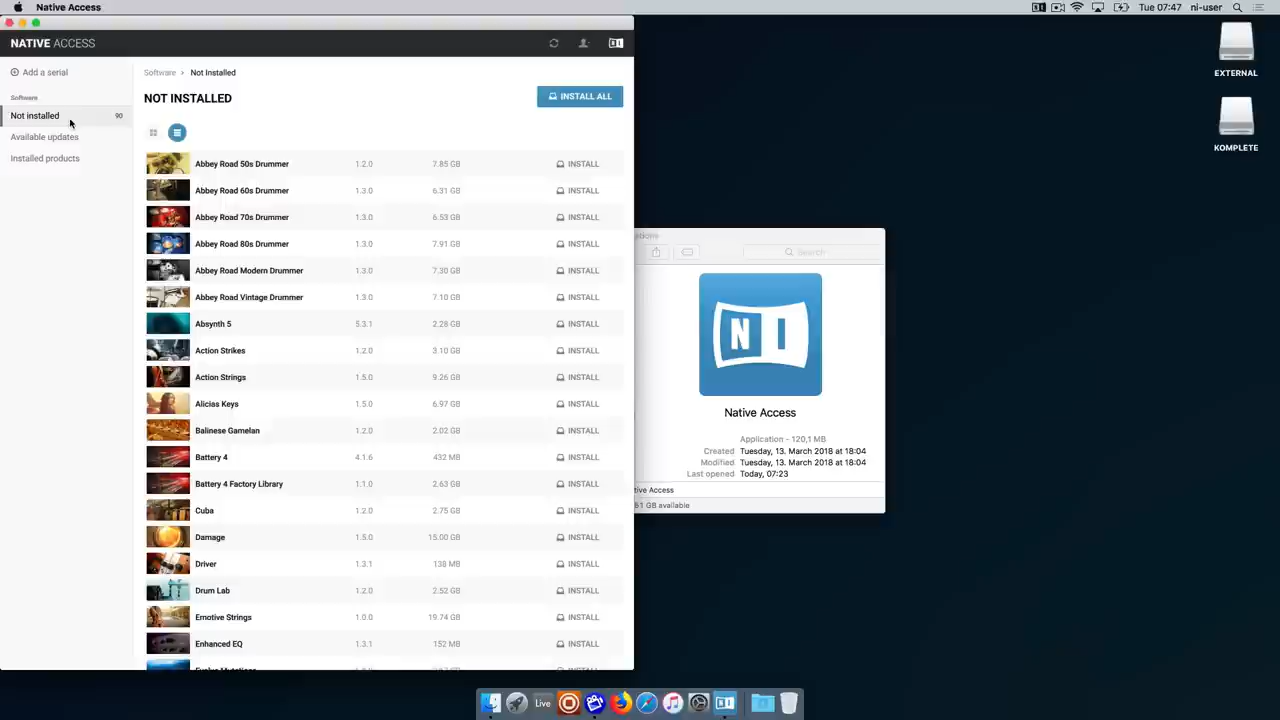 Native Access
Tue 07:47 ni-user
NATIVE ACCESS
Add a serial
Software
Not installed 90
Available updates
Installed products
Software > Not Installed
NOT INSTALLED
INSTALL ALL
Abbey Road 50s Drummer 1.2.0 7.85 GB INSTALL
Abbey Road 60s Drummer 1.3.0 6.31 GB INSTALL
Abbey Road 70s Drummer 1.3.0 6.53 GB INSTALL
Abbey Road 80s Drummer 1.3.0 7.91 GB INSTALL
Abbey Road Modern Drummer 1.3.0 7.30 GB INSTALL
Abbey Road Vintage Drummer 1.3.0 7.10 GB INSTALL
Absynth 5 5.3.1 2.28 GB INSTALL
Action Strikes 1.2.0 3.10 GB INSTALL
Action Strings 1.5.0 9.26 GB INSTALL
Alicias Keys 1.5.0 6.97 GB INSTALL
Balinese Gamelan 1.2.0 2.02 GB INSTALL
Battery 4 4.1.6 432 MB INSTALL
Battery 4 Factory Library 1.1.0 2.63 GB INSTALL
Cuba 1.2.0 2.75 GB INSTALL
Damage 1.5.0 15.00 GB INSTALL
Driver 1.3.1 138 MB INSTALL
Drum Lab 1.2.0 2.52 GB INSTALL
Emotive Strings 1.0.0 19.74 GB INSTALL
Enhanced EQ 1.3.1 152 MB INSTALL
Search
NI
Native Access
Application - 120,1 MB
Created Tuesday, 13. March 2018 at 18:04
Modified Tuesday, 13. March 2018 at 18:04
Last opened Today, 07:23
tive Access
51 GB available
EXTERNAL
KOMPLETE
Live